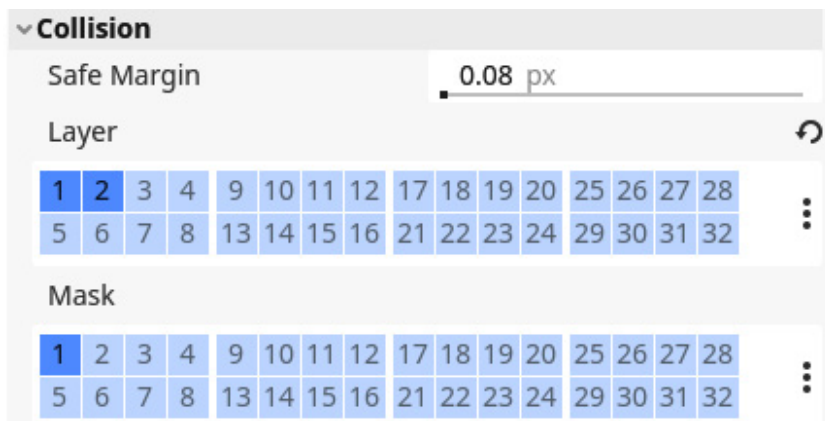 Collision
Safe Margin 0.08 px
Layer
1 2 3 4 9 10 11 12 17 18 19 20 25 26 27 28
5 6 7 8 13 14 15 16 21 22 23 24 29 30 31 32
Mask
1 2 3 4 9 10 11 12 17 18 19 20 25 26 27 28
5 6 7 8 13 14 15 16 21 22 23 24 29 30 31 32